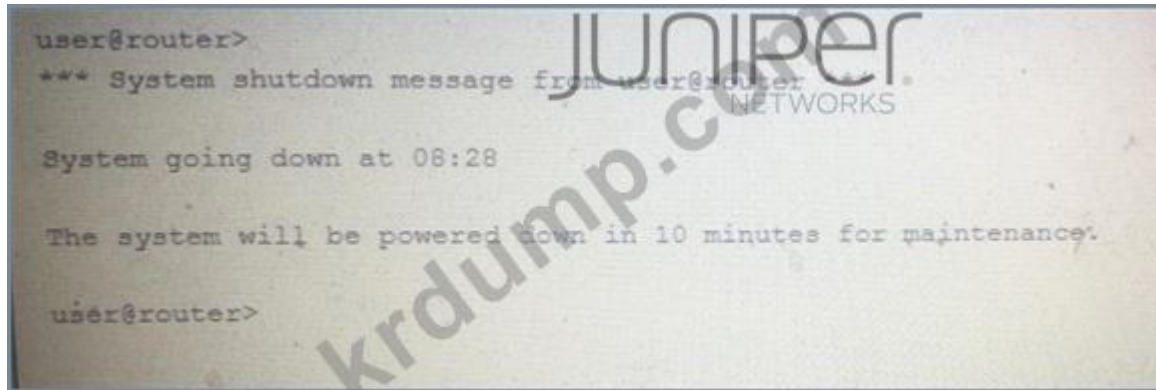 user@router>
JUNIPER
NETWORKS
*** System shutdown message from user@router ***
System going down at 08:28
The system will be powered down in 10 minutes for maintenance.
user@router>
krdump.com